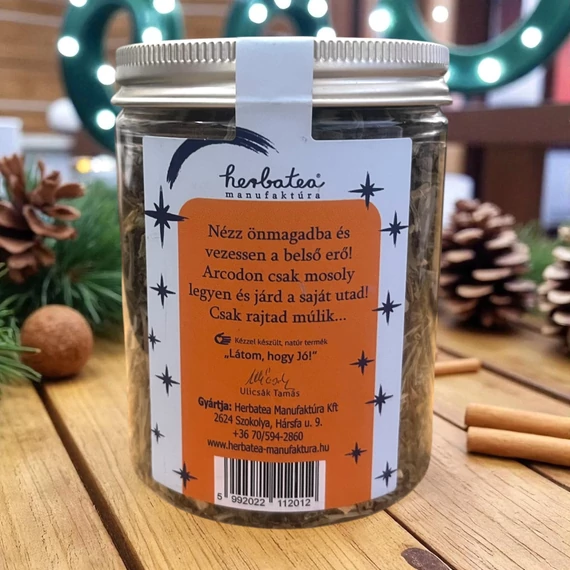 herbatea®
manufaktúra
Nézz önmagadba és
vezessen a belső erő!
Arcodon csak mosoly
legyen és járd a saját utad!
Csak rajtad múlik...
Kézzel készült, natúr termék
„Látom, hogy Jó!”
Ulicsák Tamás
Gyártja: Herbatea Manufaktúra Kft
2624 Szokolya, Hársfa u. 9.
+36 70/594-2860
www.herbatea-manufaktura.hu
5 992022 112012